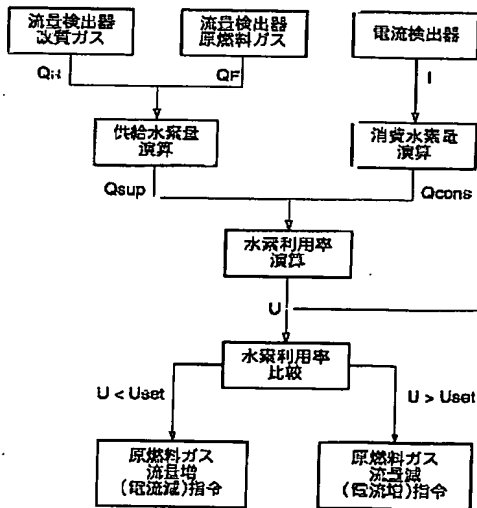 流量検出器
改質ガス
流量検出器
原燃料ガス
電流検出器
QH
QF
I
供給水素量
演算
消費水素量
演算
Qsup
Qcons
水素利用率
演算
U
水素利用率
比較
U < Uset
U > Uset
原燃料ガス
流量増
(電流減)指令
原燃料ガス
流量減
(電流増)指令